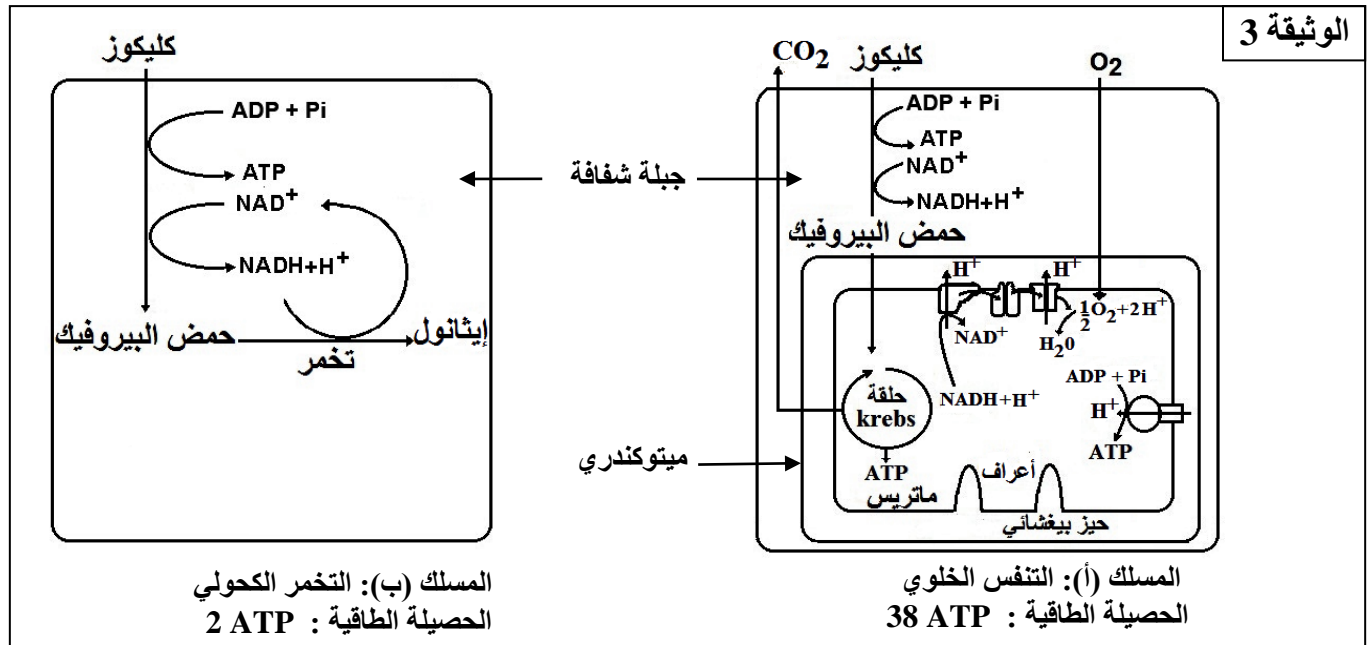 الوثيقة 3
كليكوز
ADP + Pi
ATP
NAD+
NADH+H+
حمض البيروفيك
تخمر
إيثانول
المسلك (ب): التخمر الكحولي
الحصيلة الطاقية : 2 ATP
جبلة شفافة
ميتوكندري
CO2
كليكوز
O2
ADP + Pi
ATP
NAD+
NADH+H+
حمض البيروفيك
H+
H+
1/2 O2+2H+
NAD+
H20
NADH+H+
ADP + Pi
H+
ATP
حلقة
krebs
ATP
ماتريس
أعراف
حيز بيغشائي
المسلك (أ): التنفس الخلوي
الحصيلة الطاقية : 38 ATP